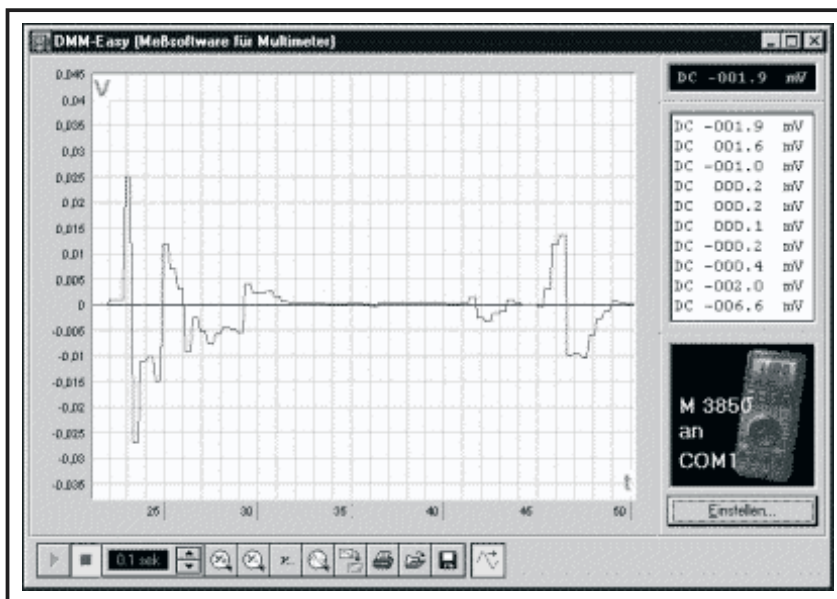 DMM-Easy (Meßsoftware für Multimeter)
0,045
V
0,04
0,035
0,03
0,025
0,02
0,015
0,01
0,005
0
-0,005
-0,01
-0,015
-0,02
-0,025
-0,03
-0,035
t
25
30
35
40
45
50
DC -001.9 mV
DC -001.9 mV
DC 001.6 mV
DC -001.0 mV
DC 000.2 mV
DC 000.2 mV
DC 000.1 mV
DC -000.2 mV
DC -000.4 mV
DC -002.0 mV
DC -006.6 mV
M 3850
an
COM1
Einstellen...
0.1 sek